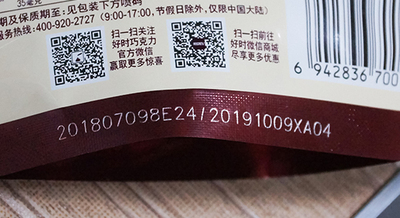 35毫克
期及保质期至:见包装下方喷码
服务热线:400-920-2727(9:00-17:00,节假日除外,仅限中国大陆)
扫一扫关注
好时巧克力
官方微信
赢取更多惊喜
扫一扫前往
好时微信商城
尽享更多优惠
6 942836 700
201807098E24/20191009XA04